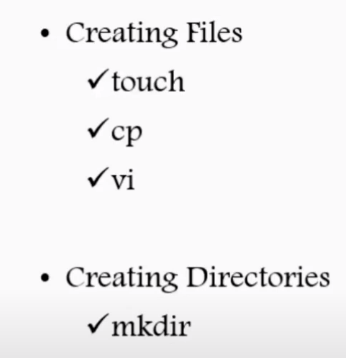 • Creating Files
✓touch
✓cp
✓vi
• Creating Directories
✓mkdir